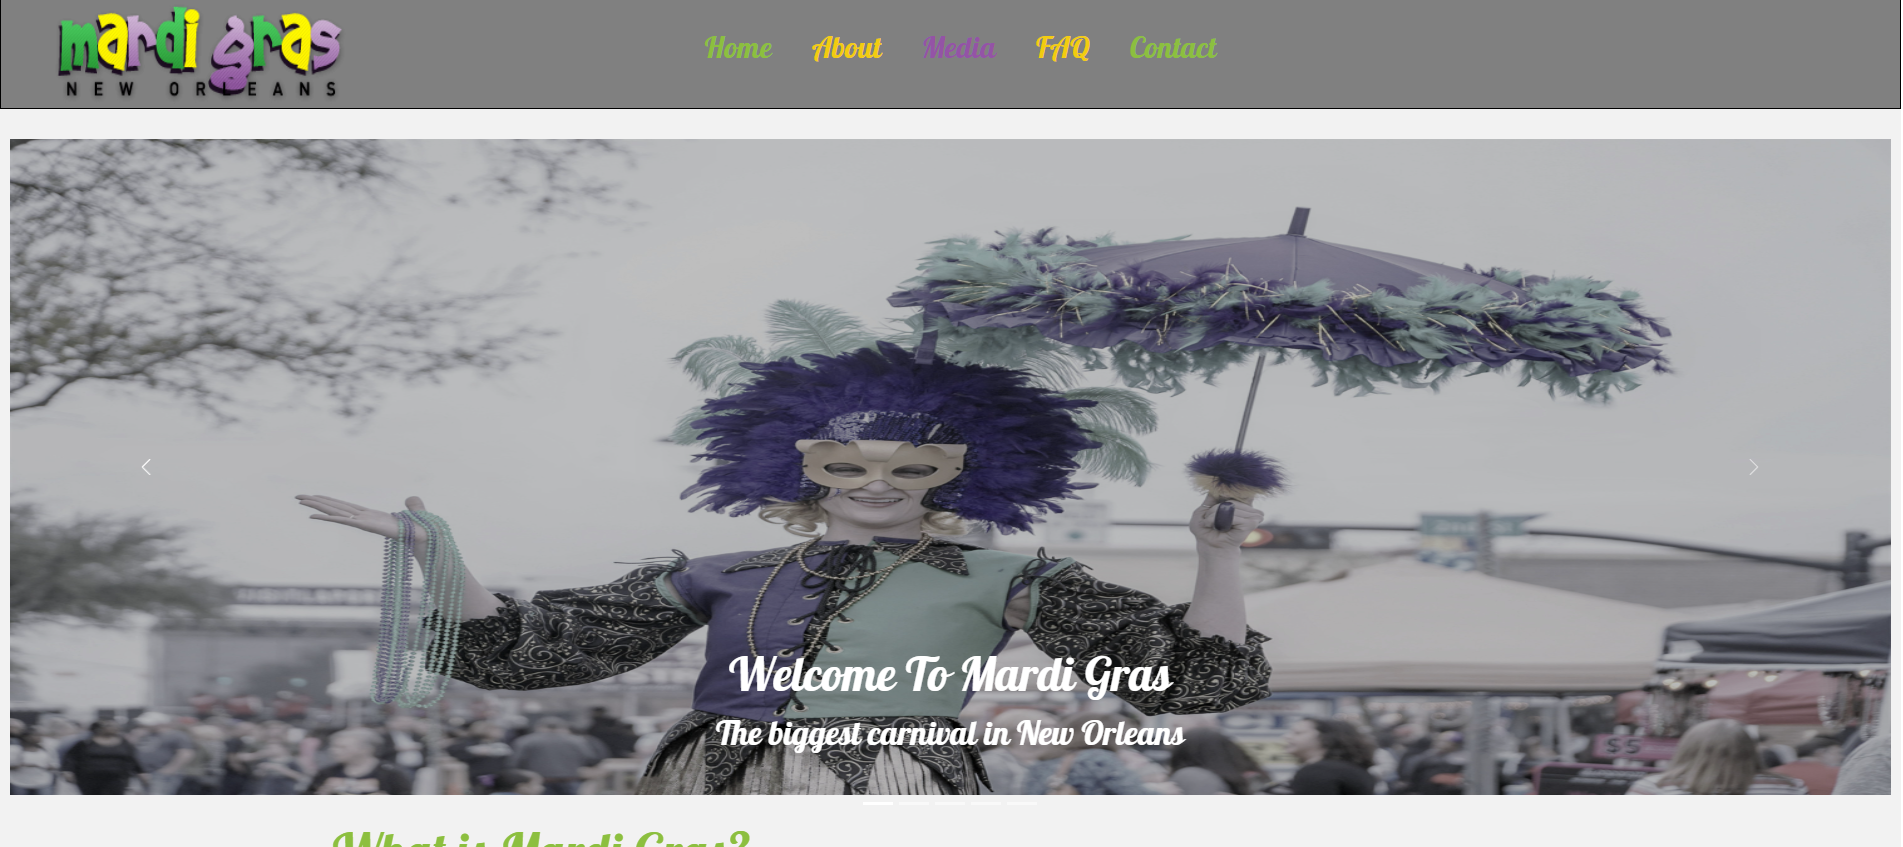 mardi gras
NEW ORLEANS
Home About Media FAQ Contact
$5
Welcome To Mardi Gras
The biggest carnival in New Orleans
What is Mardi Gras?